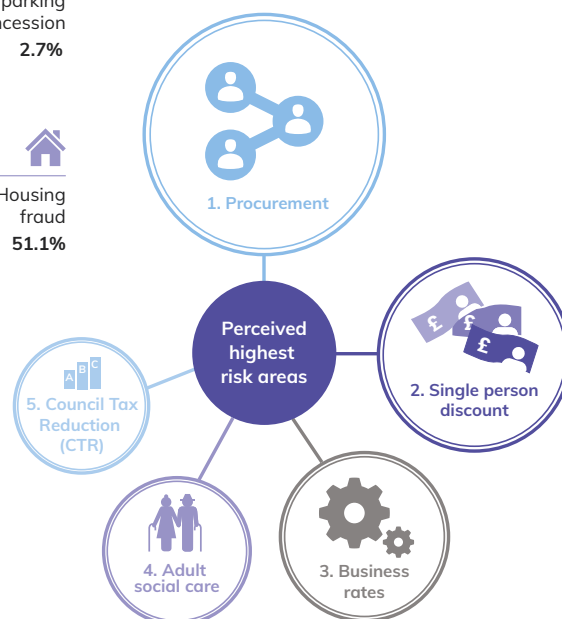 parking
2.7%
Housing
fraud
51.1%
1. Procurement
Perceived
highest
risk areas
£
£
£
2. Single person
discount
A B C
5. Council Tax
Reduction
(CTR)
4. Adult
social care
3. Business
rates